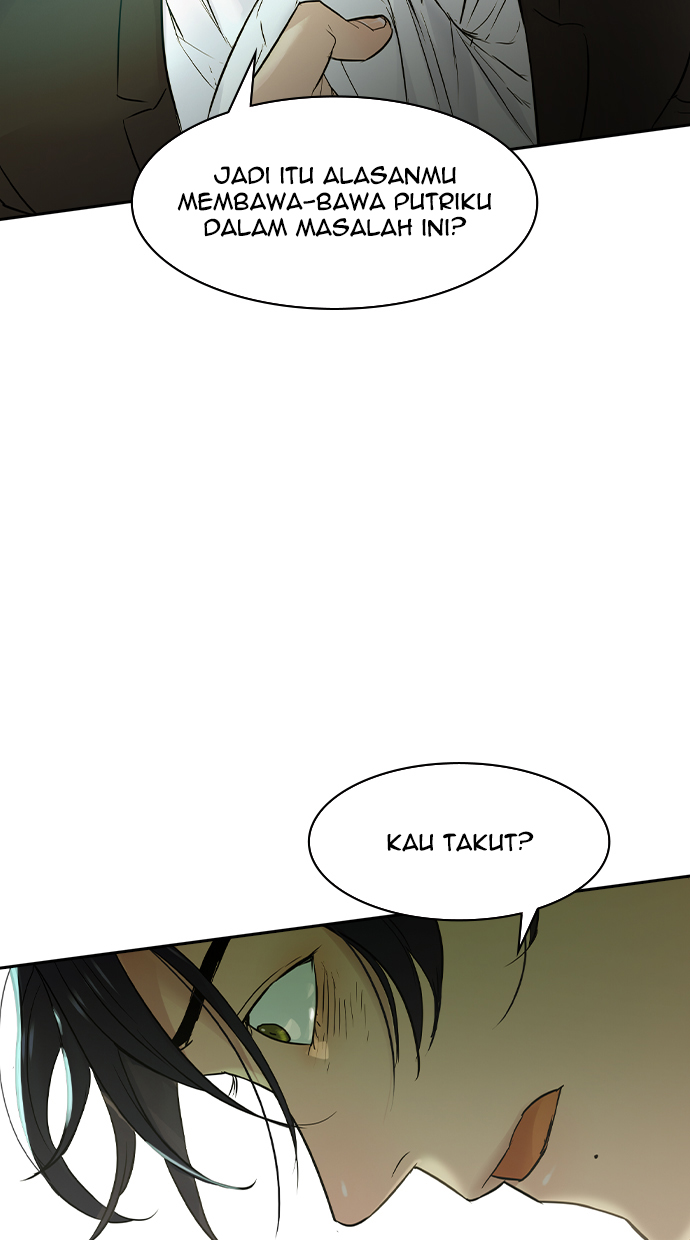 JADI ITU ALASANMU
MEMBAWA-BAWA PUTRIKU
DALAM MASALAH INI?
KAU TAKUT?